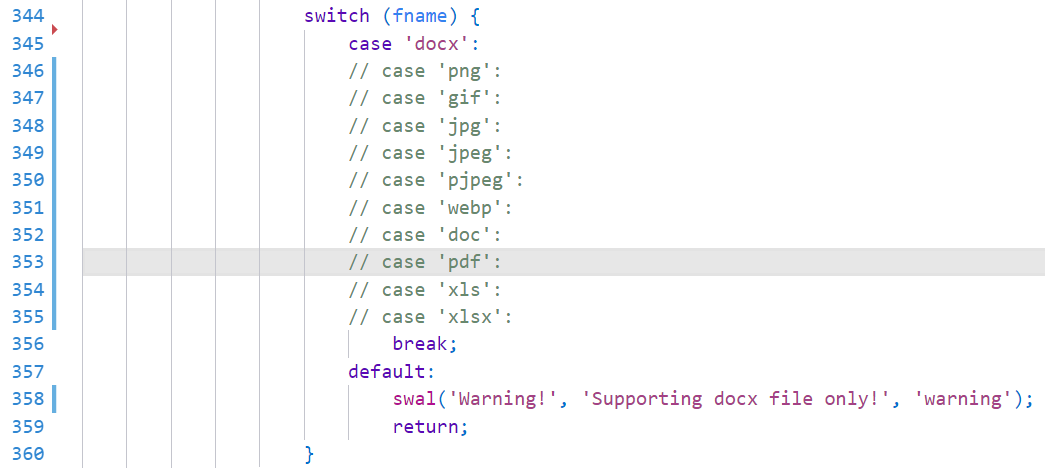 344 switch (fname) {
345 case 'docx':
346 // case 'png':
347 // case 'gif':
348 // case 'jpg':
349 // case 'jpeg':
350 // case 'pjpeg':
351 // case 'webp':
352 // case 'doc':
353 // case 'pdf':
354 // case 'xls':
355 // case 'xlsx':
356 break;
357 default:
358 swal('Warning!', 'Supporting docx file only!', 'warning');
359 return;
360 }